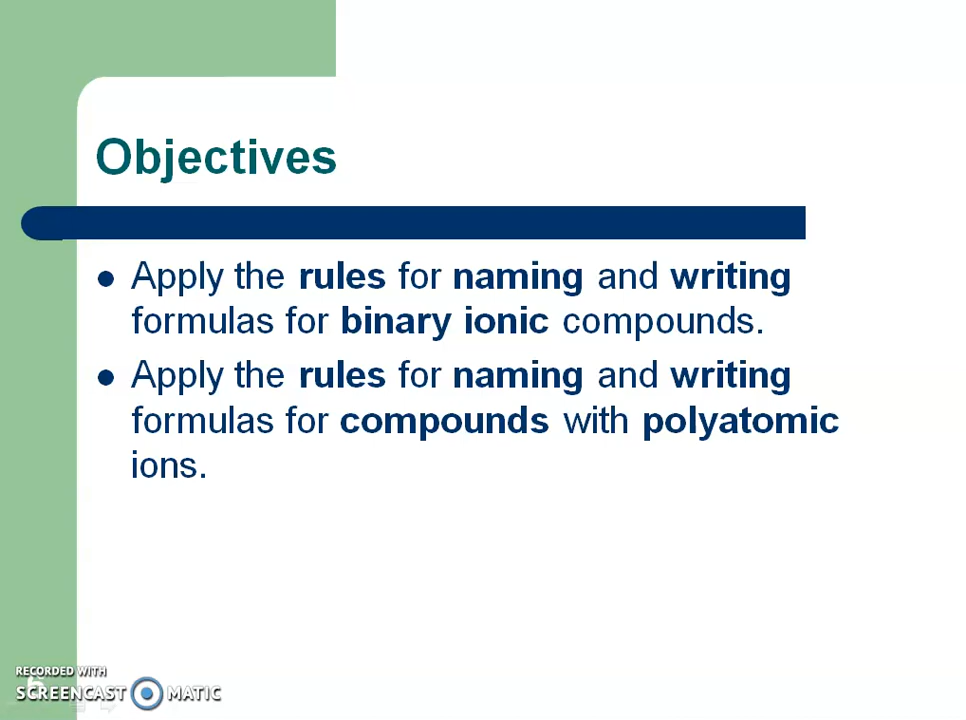 Objectives
Apply the rules for naming and writing
formulas for binary ionic compounds.
Apply the rules for naming and writing
formulas for compounds with polyatomic
ions.
RECORDED WITH
SCREENCAST MATIC